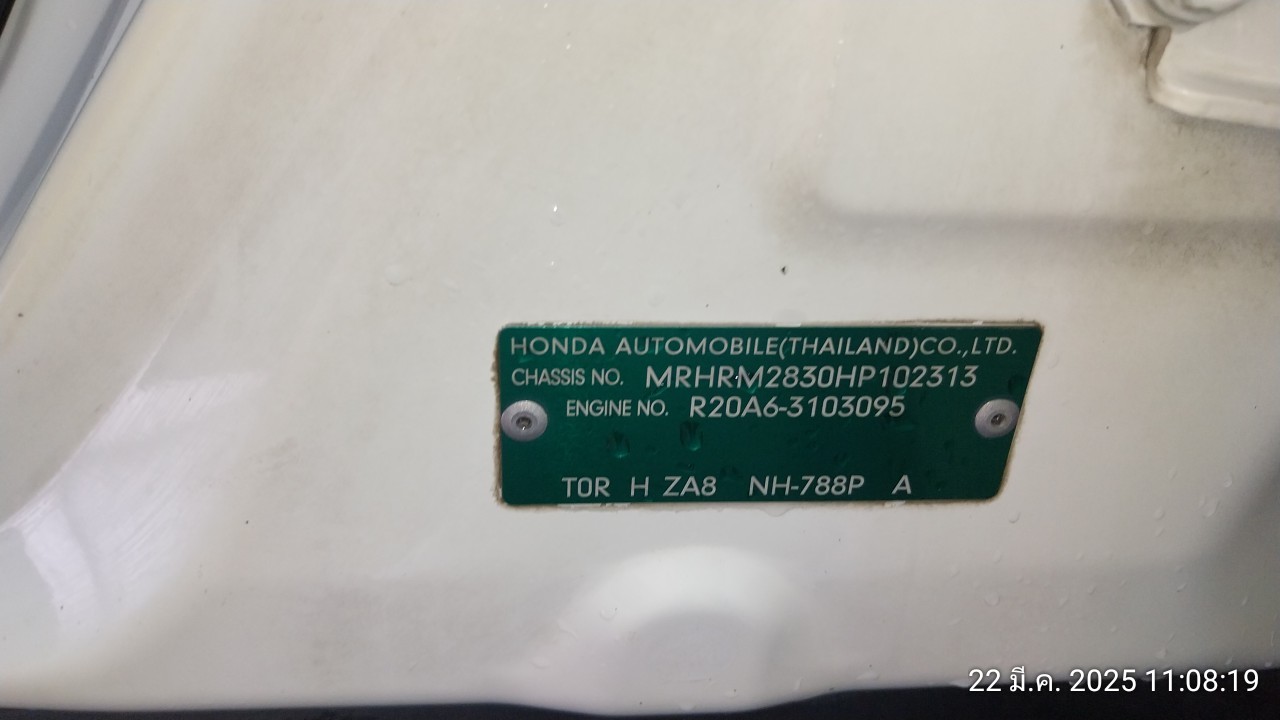 HONDA AUTOMOBILE(THAILAND)CO.,LTD.
CHASSIS NO. MRHRM2830HP102313
ENGINE NO. R20A6-3103095
T0R H ZA8 NH-788P A
22 มี.ค. 2025 11:08:19